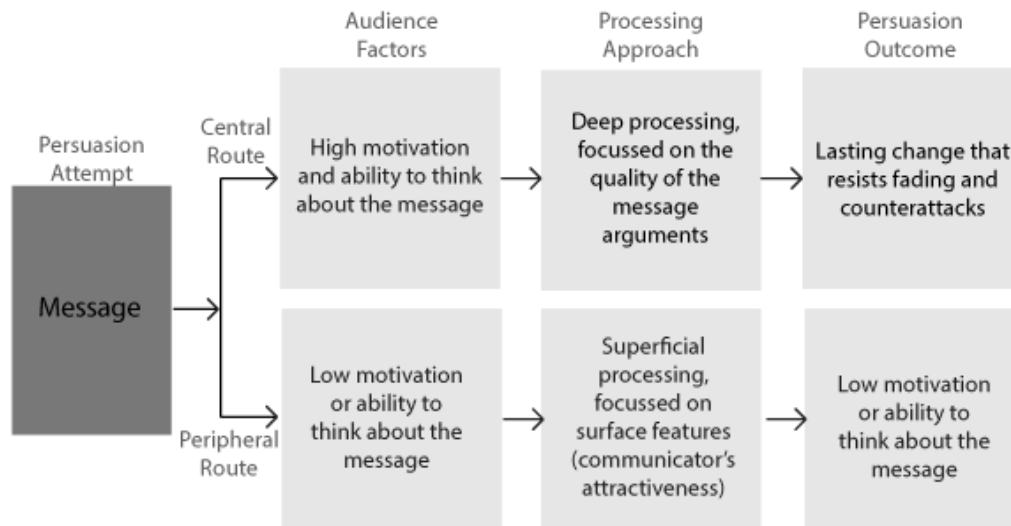 Audience
Factors
Processing
Approach
Persuasion
Outcome
Persuasion
Attempt
Message
Central
Route
High motivation
and ability to think
about the message
Deep processing,
focussed on the
quality of the
message
arguments
Lasting change that
resists fading and
counterattacks
Peripheral
Route
Low motivation
or ability to
think about the
message
Superficial
processing,
focussed on
surface features
(communicator's
attractiveness)
Low motivation
or ability to
think about the
message